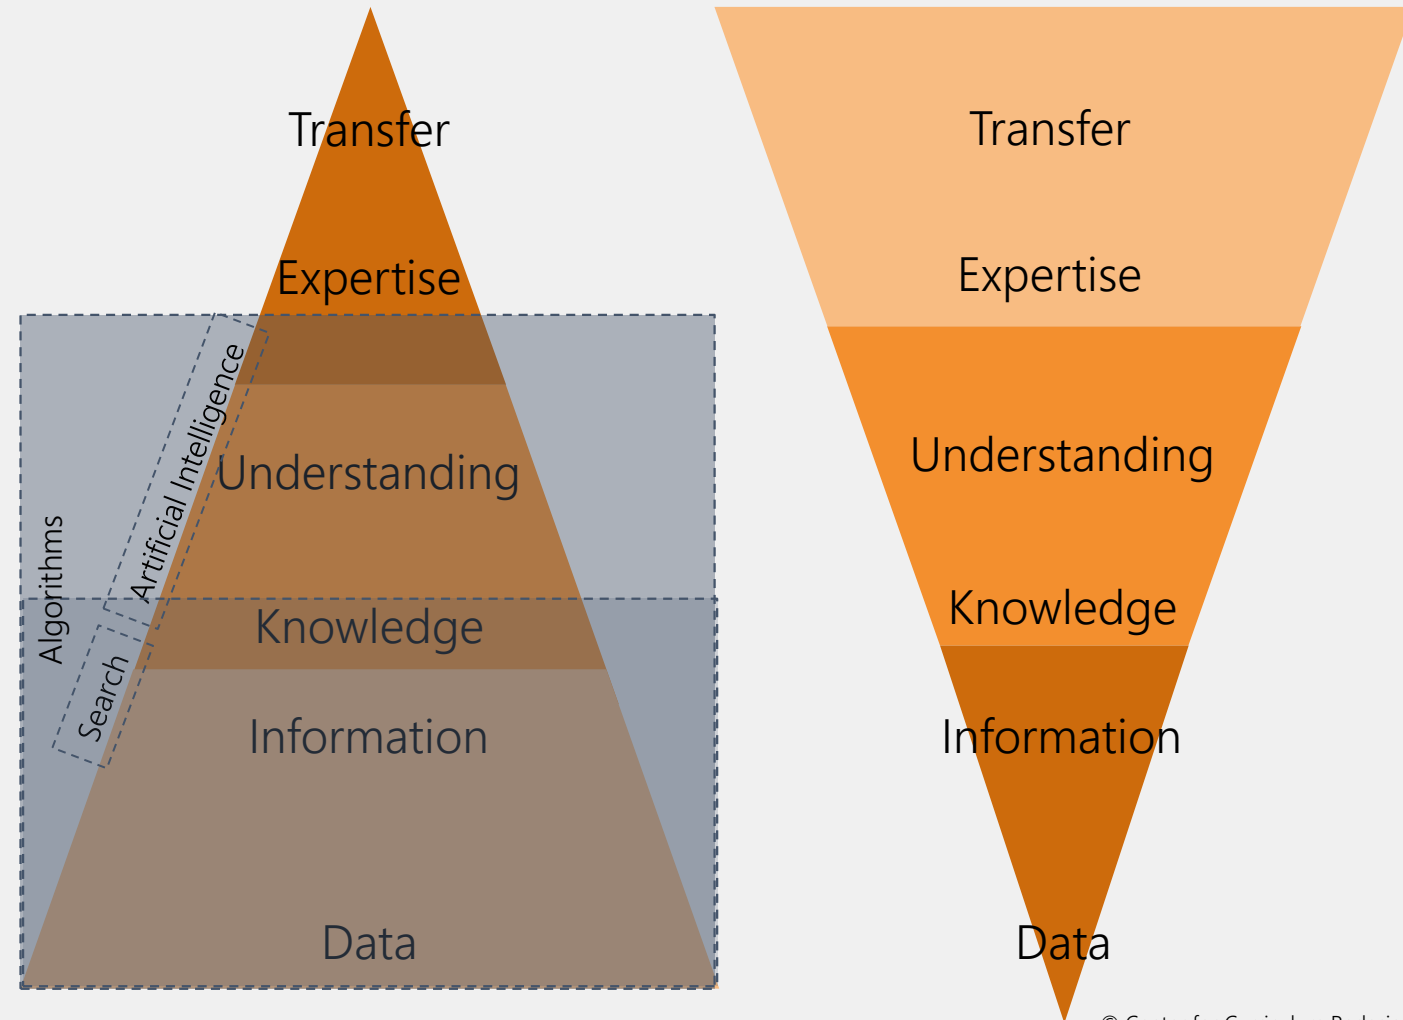 Transfer
Expertise
Artificial Intelligence
Understanding
Algorithms
Knowledge
Search
Information
Data
Transfer
Expertise
Understanding
Knowledge
Information
Data